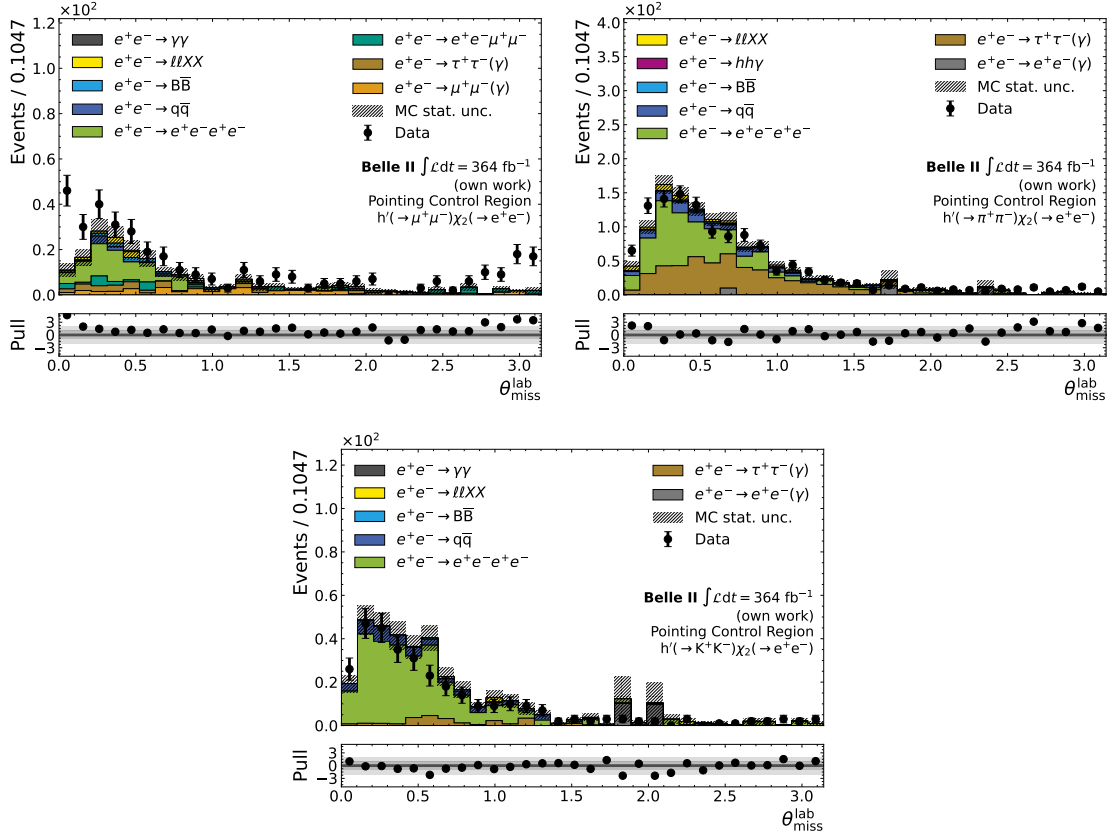 ×10²
Events / 0.1047
1.2
1.0
0.8
0.6
0.4
0.2
0.0
e⁺e⁻→γγ
e⁺e⁻→ℓℓXX
e⁺e⁻→BB̅
e⁺e⁻→qq̅
e⁺e⁻→e⁺e⁻e⁺e⁻
e⁺e⁻→e⁺e⁻μ⁺μ⁻
e⁺e⁻→τ⁺τ⁻(γ)
e⁺e⁻→μ⁺μ⁻(γ)
MC stat. unc.
Data
Belle II ∫ℒdt = 364 fb⁻¹
(own work)
Pointing Control Region
h′(→μ⁺μ⁻)χ₂(→e⁺e⁻)
Pull
3
−3
0.0 0.5 1.0 1.5 2.0 2.5 3.0
θ_miss^lab
×10²
Events / 0.1047
4.0
3.5
3.0
2.5
2.0
1.5
1.0
0.5
0.0
e⁺e⁻→ℓℓXX
e⁺e⁻→hhγ
e⁺e⁻→BB̅
e⁺e⁻→qq̅
e⁺e⁻→e⁺e⁻e⁺e⁻
e⁺e⁻→τ⁺τ⁻(γ)
e⁺e⁻→e⁺e⁻(γ)
MC stat. unc.
Data
Belle II ∫ℒdt = 364 fb⁻¹
(own work)
Pointing Control Region
h′(→π⁺π⁻)χ₂(→e⁺e⁻)
Pull
3
−3
0.0 0.5 1.0 1.5 2.0 2.5 3.0
θ_miss^lab
×10²
Events / 0.1047
1.2
1.0
0.8
0.6
0.4
0.2
0.0
e⁺e⁻→γγ
e⁺e⁻→ℓℓXX
e⁺e⁻→BB̅
e⁺e⁻→qq̅
e⁺e⁻→e⁺e⁻e⁺e⁻
e⁺e⁻→τ⁺τ⁻(γ)
e⁺e⁻→e⁺e⁻(γ)
MC stat. unc.
Data
Belle II ∫ℒdt = 364 fb⁻¹
(own work)
Pointing Control Region
h′(→K⁺K⁻)χ₂(→e⁺e⁻)
Pull
3
−3
0.0 0.5 1.0 1.5 2.0 2.5 3.0
θ_miss^lab